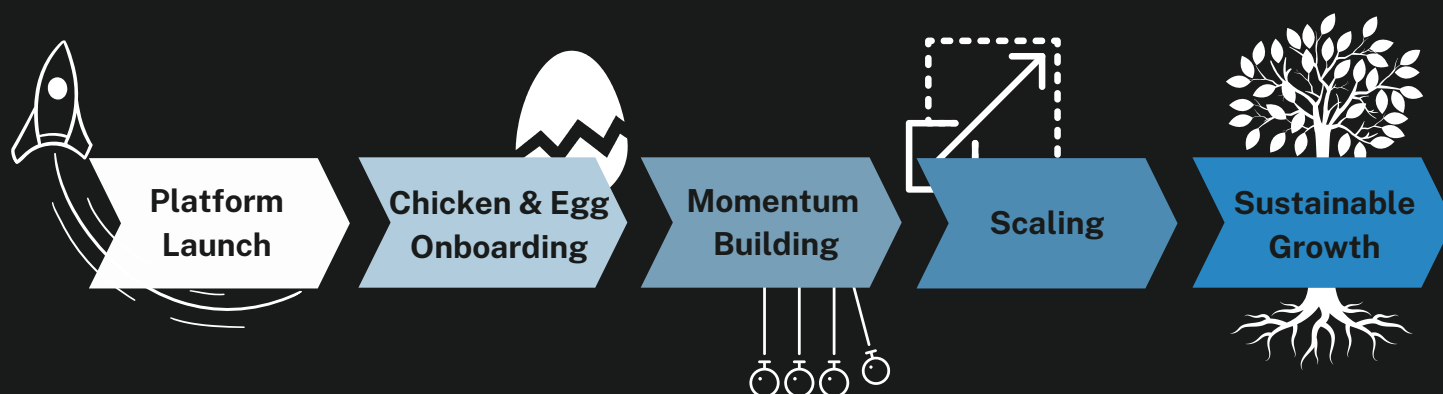 Platform
Launch
Chicken & Egg
Onboarding
Momentum
Building
Scaling
Sustainable
Growth